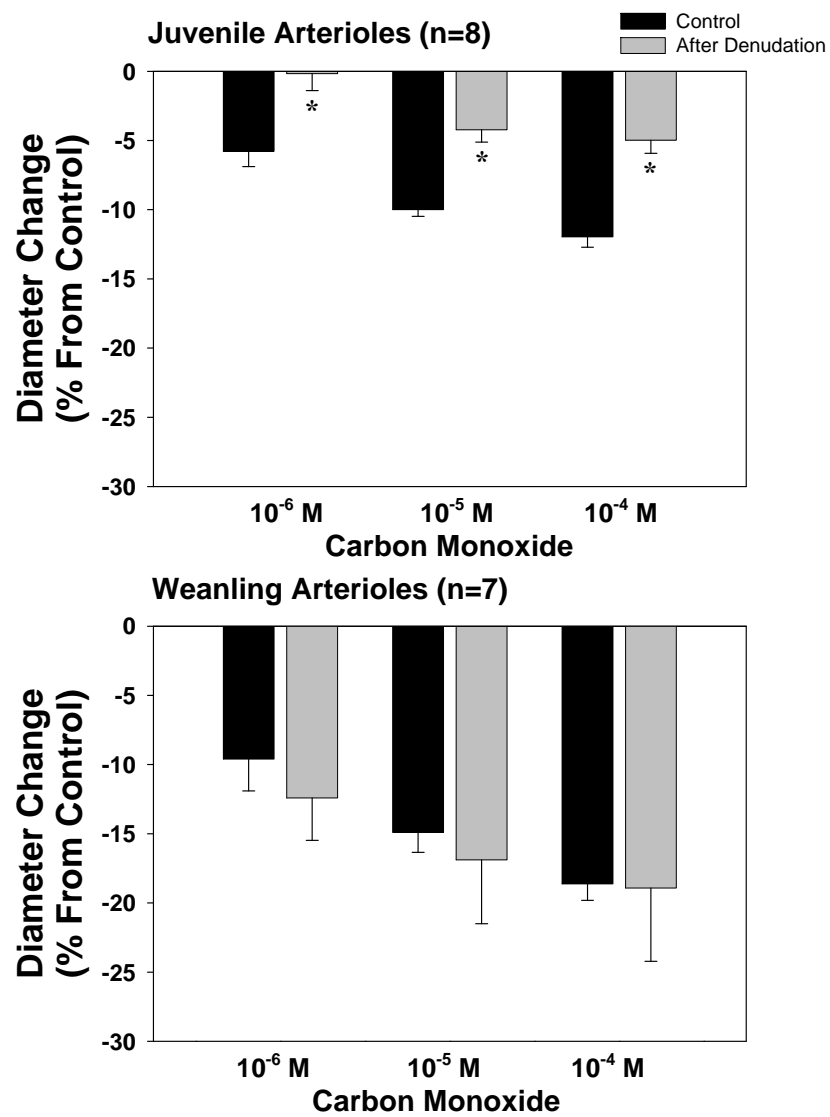 Juvenile Arterioles (n=8)
Control
After Denudation
Diameter Change
(% From Control)
0
-5
-10
-15
-20
-25
-30
*
*
*
10⁻⁶ M
10⁻⁵ M
10⁻⁴ M
Carbon Monoxide
Weanling Arterioles (n=7)
Diameter Change
(% From Control)
0
-5
-10
-15
-20
-25
-30
10⁻⁶ M
10⁻⁵ M
10⁻⁴ M
Carbon Monoxide